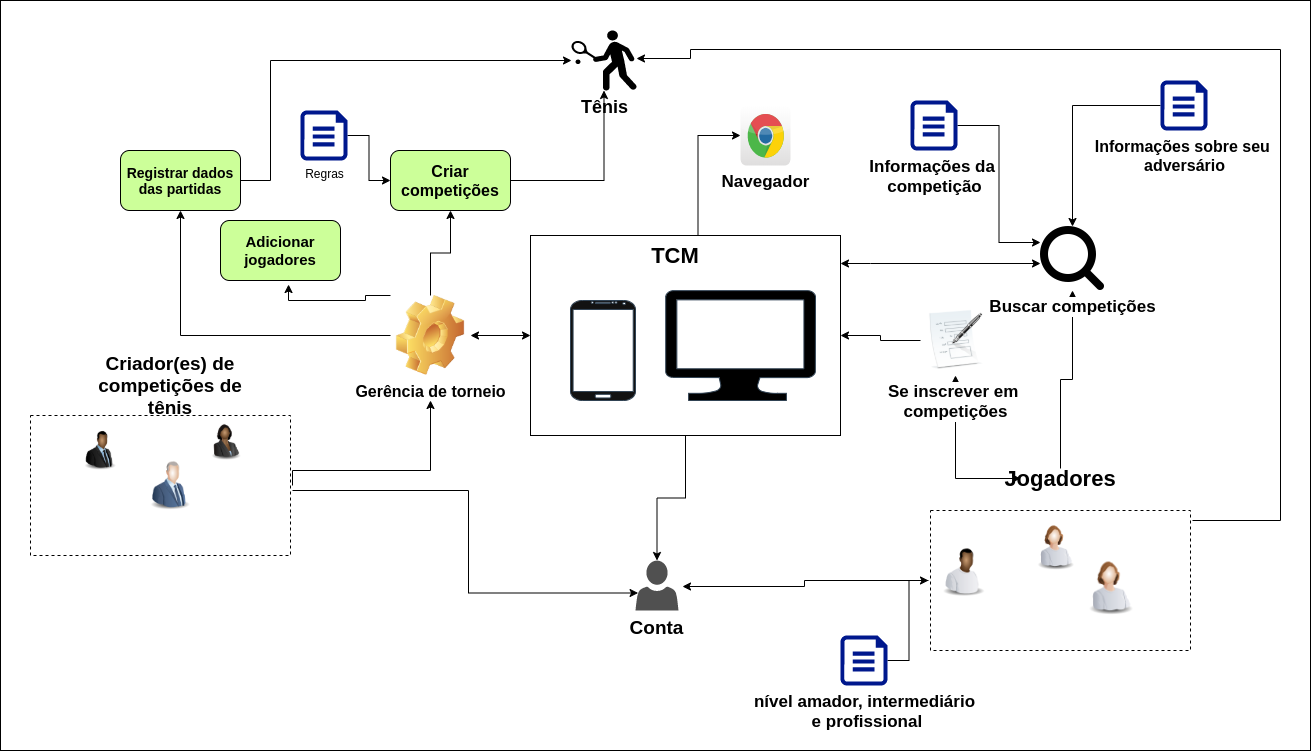 Tênis
Regras
Registrar dados
das partidas
Criar
competições
Navegador
Informações da
competição
Informações sobre seu
adversário
Adicionar
jogadores
TCM
Buscar competições
Criador(es) de
competições de
tênis
Gerência de torneio
Se inscrever em
competições
Jogadores
Conta
nível amador, intermediário
e profissional